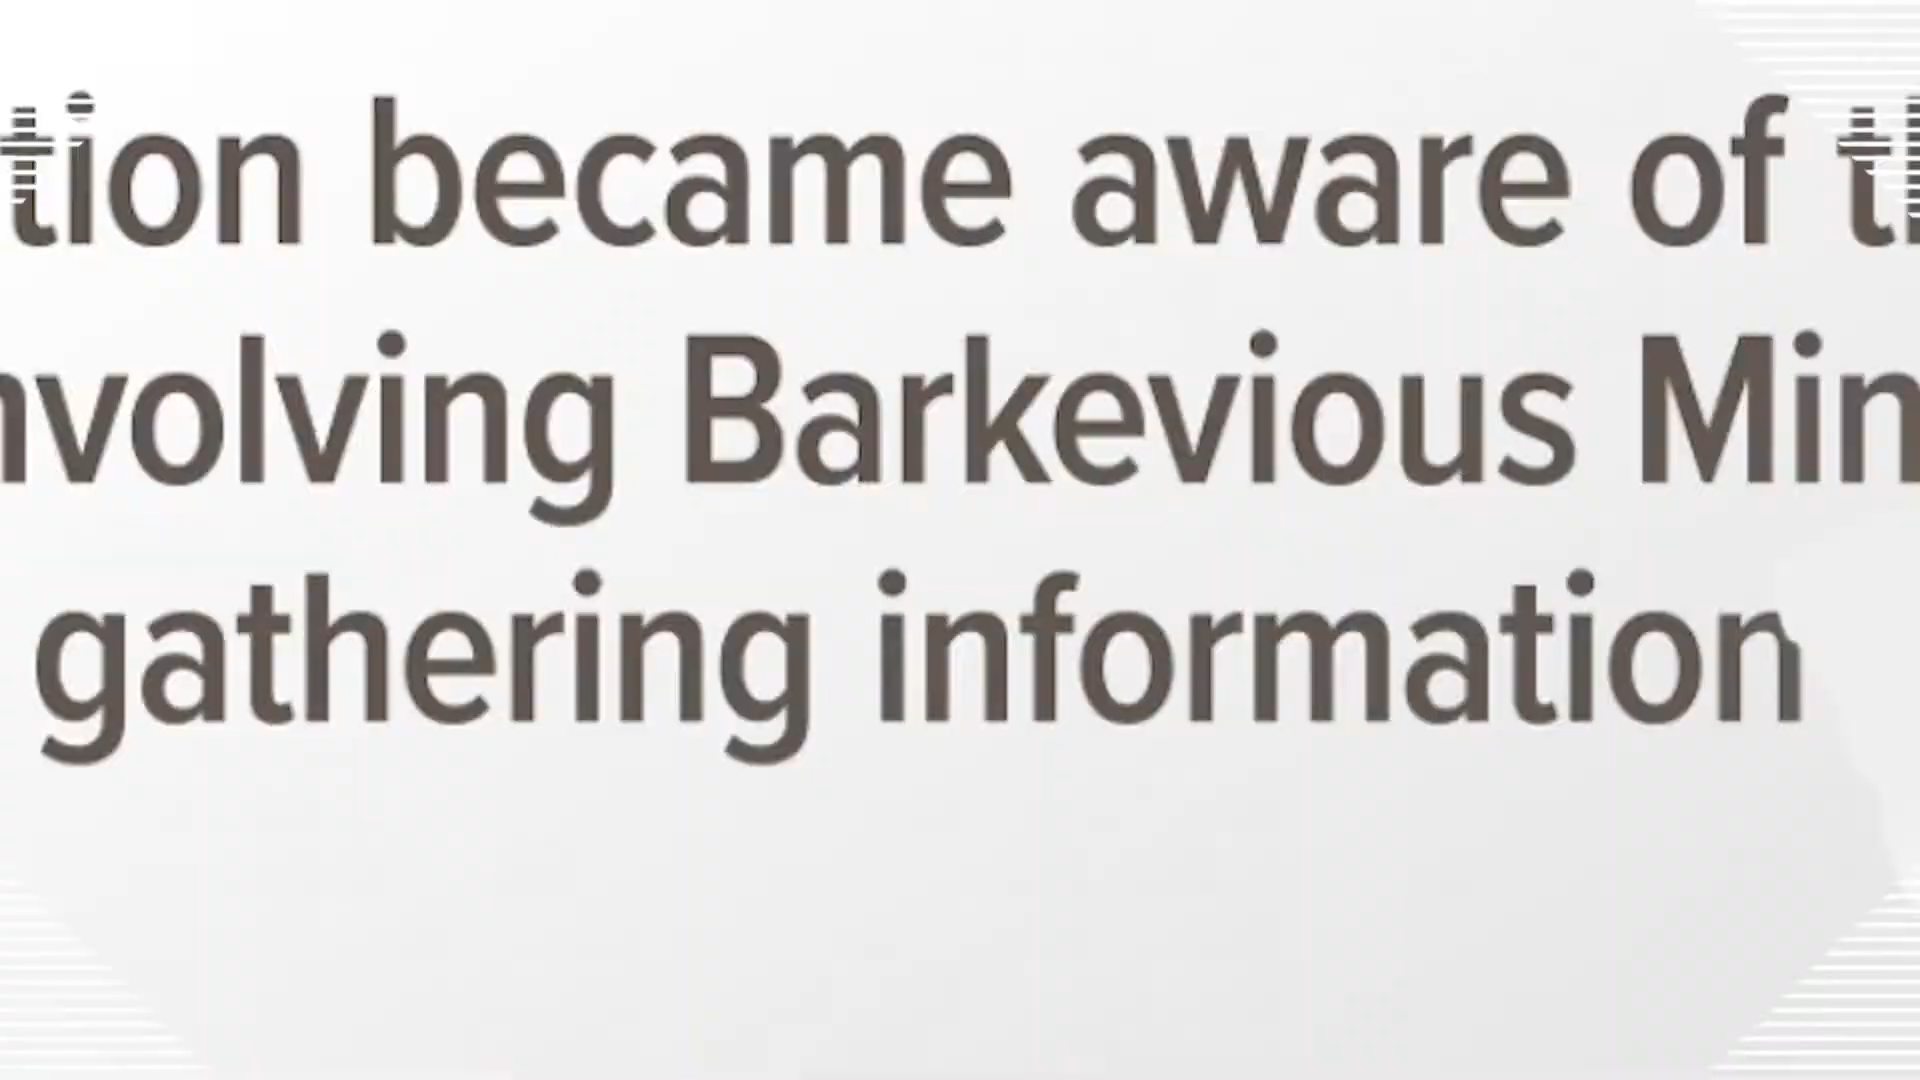 tion became aware of t
nvolving Barkevious Min
gathering information